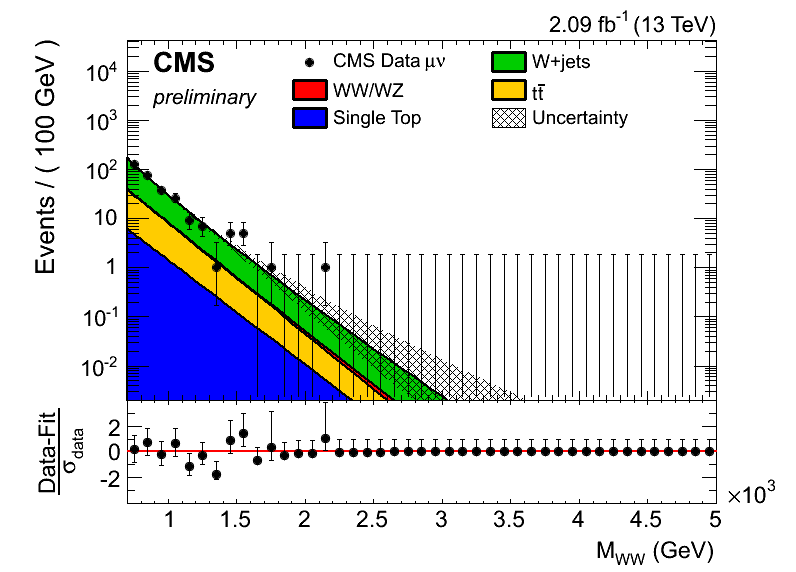 2.09 fb⁻¹ (13 TeV)
CMS
preliminary
CMS Data μν
WW/WZ
Single Top
W+jets
tt̄
Uncertainty
Events / ( 100 GeV )
10⁴
10³
10²
10
1
10⁻¹
10⁻²
Data-Fit
σdata
2
0
-2
1 1.5 2 2.5 3 3.5 4 4.5 5
×10³
M_WW (GeV)